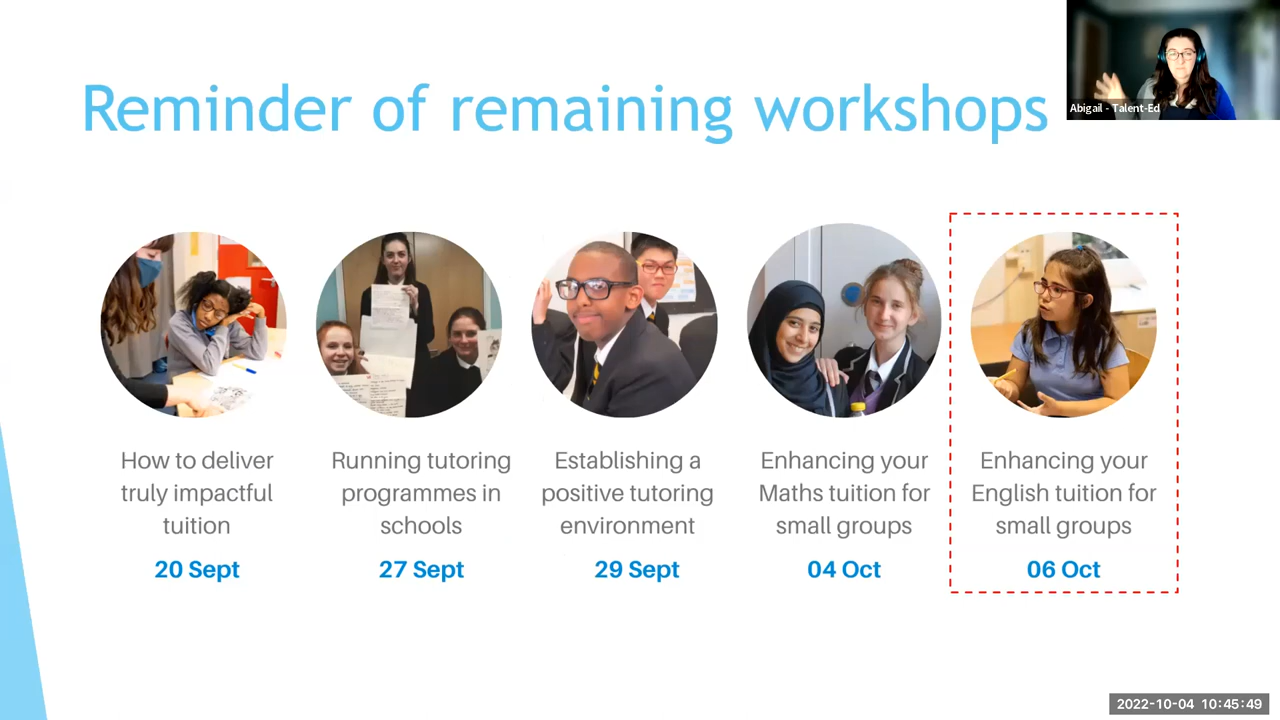 Reminder of remaining workshops
Abigail - Talent-Ed
How to deliver
truly impactful
tuition
20 Sept
Running tutoring
programmes in
schools
27 Sept
Establishing a
positive tutoring
environment
29 Sept
Enhancing your
Maths tuition for
small groups
04 Oct
Enhancing your
English tuition for
small groups
06 Oct
2022-10-04 10:45:49